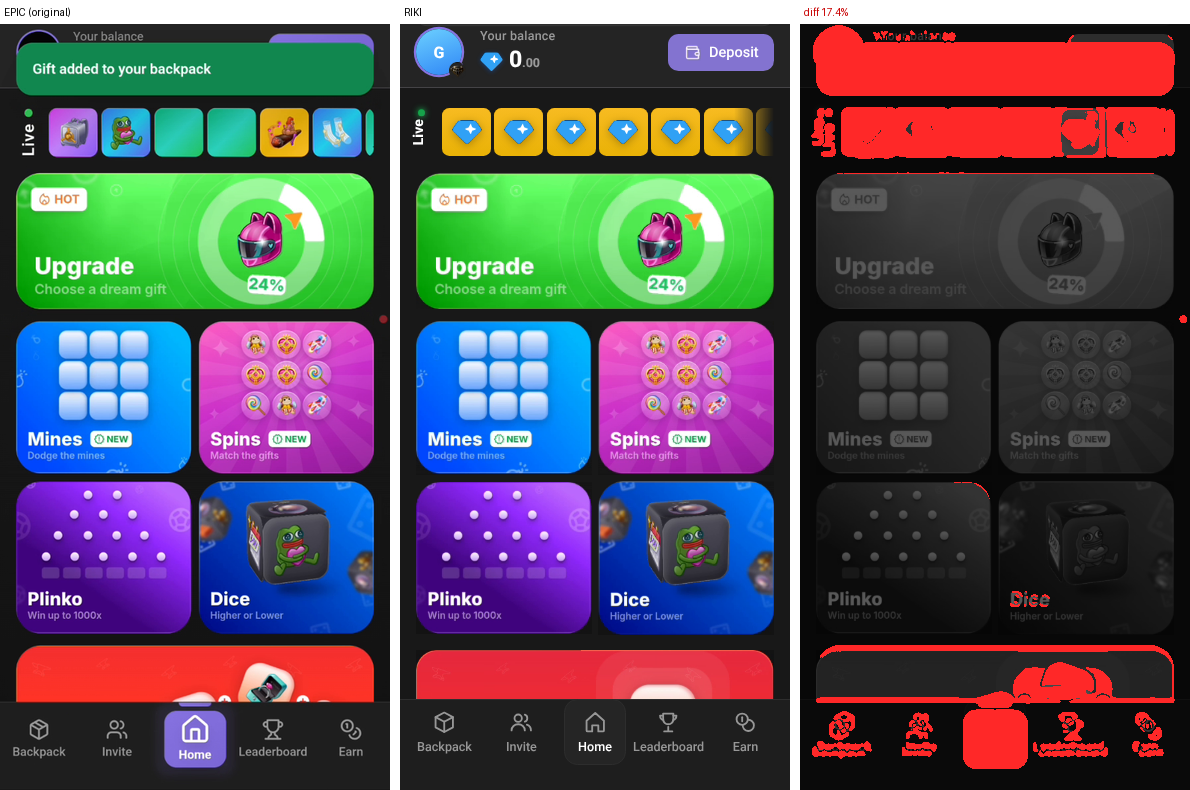 EPIC (original)
Your balance
Gift added to your backpack
Live
HOT
24%
Upgrade
Choose a dream gift
Mines NEW
Dodge the mines
Spins NEW
Match the gifts
Plinko
Win up to 1000x
Dice
Higher or Lower
Backpack
Invite
Home
Leaderboard
Earn
RIKI
G
Your balance
0.00
Deposit
Live
HOT
24%
Upgrade
Choose a dream gift
Mines NEW
Dodge the mines
Spins NEW
Match the gifts
Plinko
Win up to 1000x
Dice
Higher or Lower
Backpack
Invite
Home
Leaderboard
Earn
diff 17.4%
HOT
24%
Upgrade
Choose a dream gift
Mines NEW
Dodge the mines
Spins NEW
Match the gifts
Plinko
Win up to 1000x
Dice
Higher or Lower